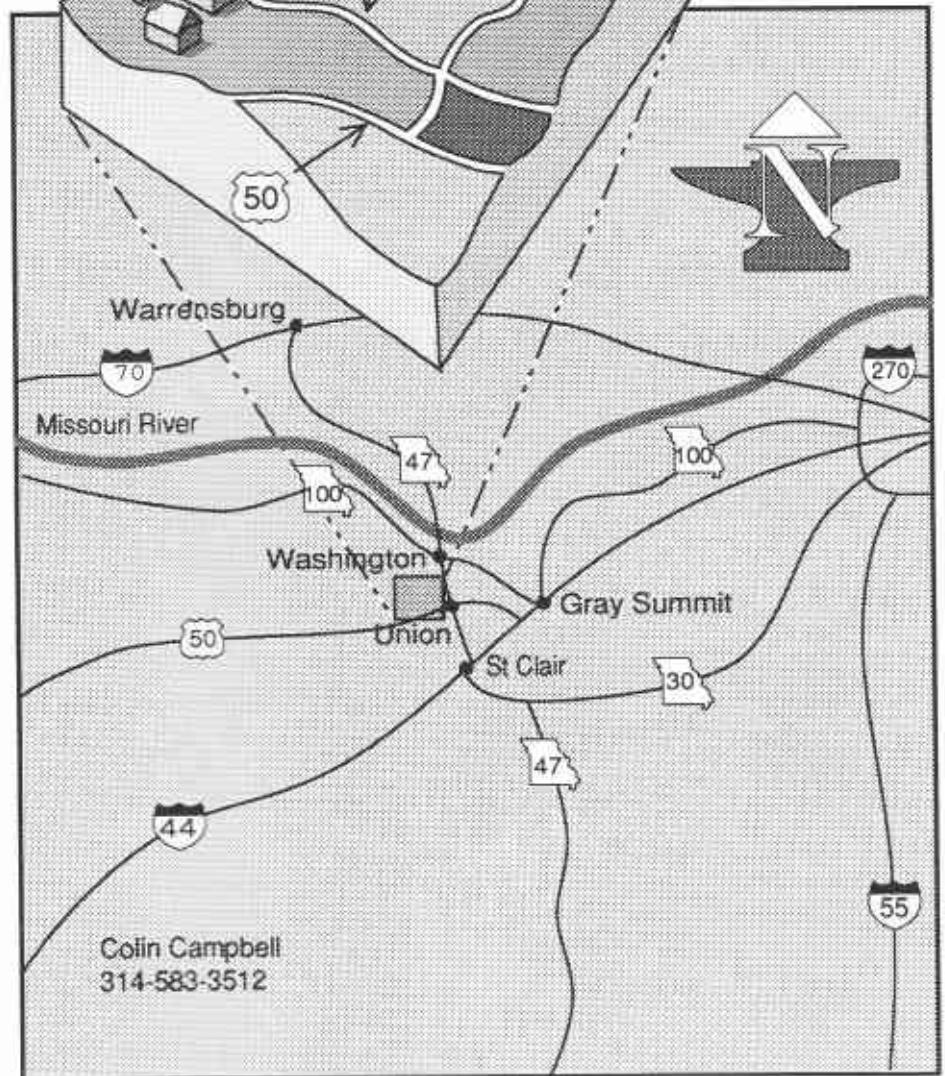 50
N
Warrensburg
70
270
Missouri River
47
100
100
Washington
Gray Summit
Union
50
St Clair
30
47
44
55
Colin Campbell
314-583-3512